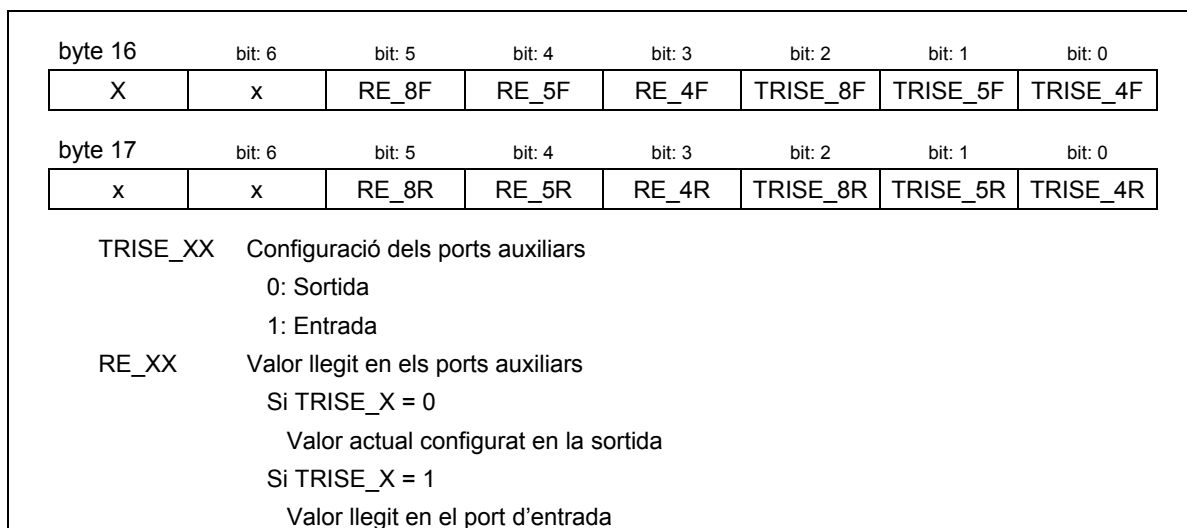 byte 16 bit: 6 bit: 5 bit: 4 bit: 3 bit: 2 bit: 1 bit: 0
X x RE_8F RE_5F RE_4F TRISE_8F TRISE_5F TRISE_4F
byte 17 bit: 6 bit: 5 bit: 4 bit: 3 bit: 2 bit: 1 bit: 0
x x RE_8R RE_5R RE_4R TRISE_8R TRISE_5R TRISE_4R
TRISE_XX Configuració dels ports auxiliars
0: Sortida
1: Entrada
RE_XX Valor llegit en els ports auxiliars
Si TRISE_X = 0
Valor actual configurat en la sortida
Si TRISE_X = 1
Valor llegit en el port d’entrada